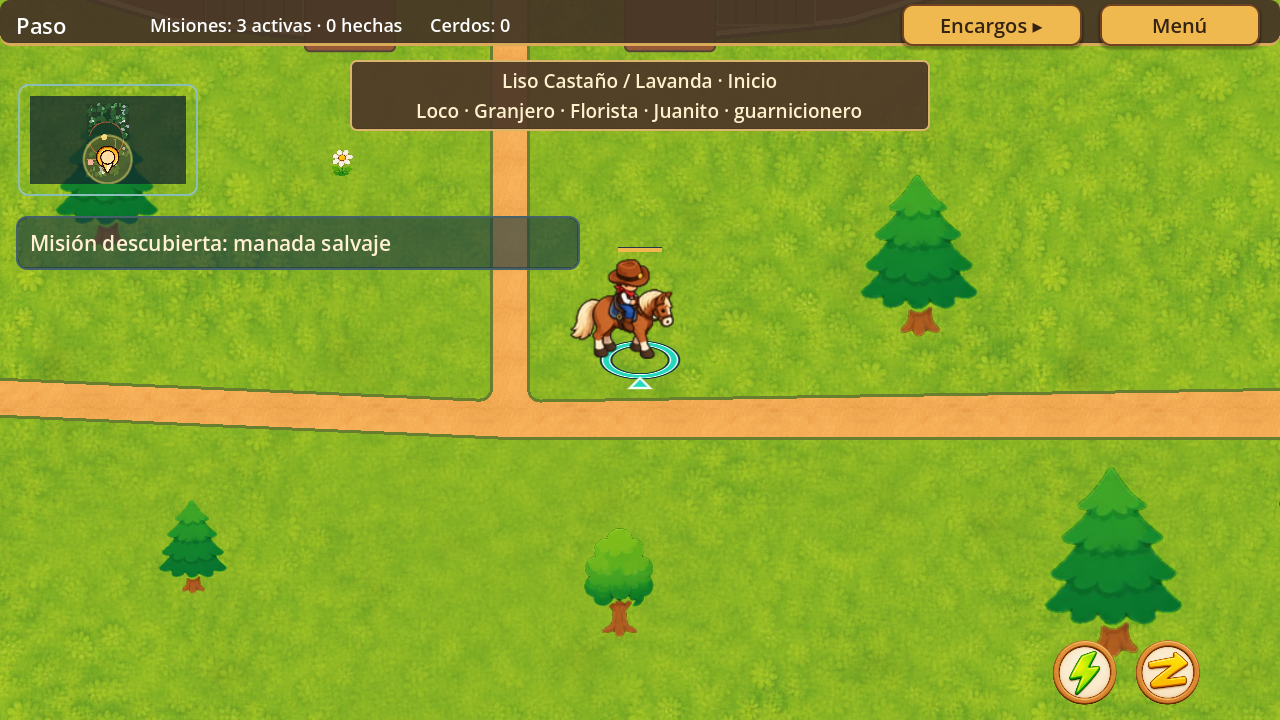 Paso
Misiones: 3 activas · 0 hechas
Cerdos: 0
Encargos ▸
Menú
Liso Castaño / Lavanda · Inicio
Loco · Granjero · Florista · Juanito · guarnicionero
Misión descubierta: manada salvaje